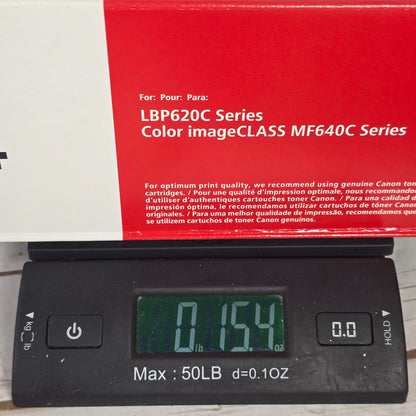 For: Pour: Para:
LBP620C Series
Color imageCLASS MF640C Series
For optimum print quality, we recommend using genuine Canon ton
cartridges. / Pour une qualité d'impression optimale, nous recommandon
d'utiliser d'authentiques cartouches toner Canon. / Para una calidad d
impresión óptima, le recomendamos utilizar cartuchos de tóner Canon
originales. / Para uma melhor qualidade de impressão, recomendamos que
se utilizem cartuchos de toner Canon genuínos.
kg lb
0 lb 15.4 oz
0.0
HOLD
Max : 50LB d=0.1OZ